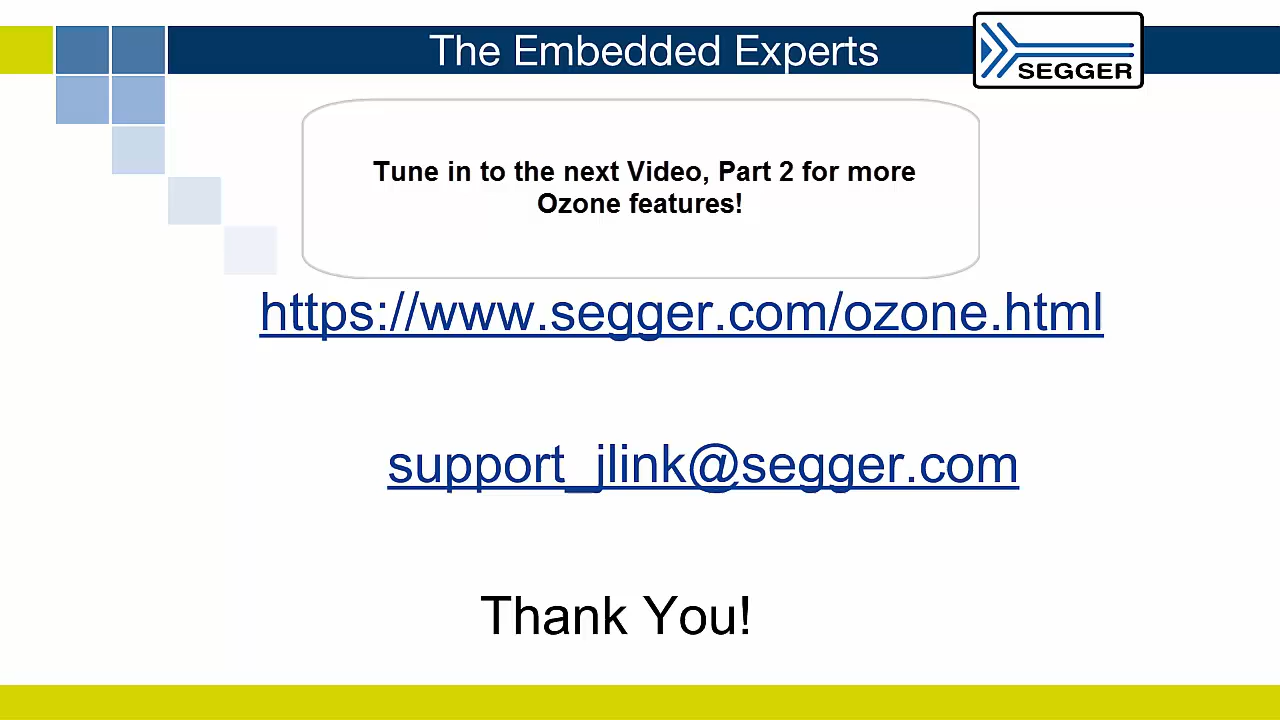 The Embedded Experts
SEGGER
Tune in to the next Video, Part 2 for more
Ozone features!
https://www.segger.com/ozone.html
support_jlink@segger.com
Thank You!